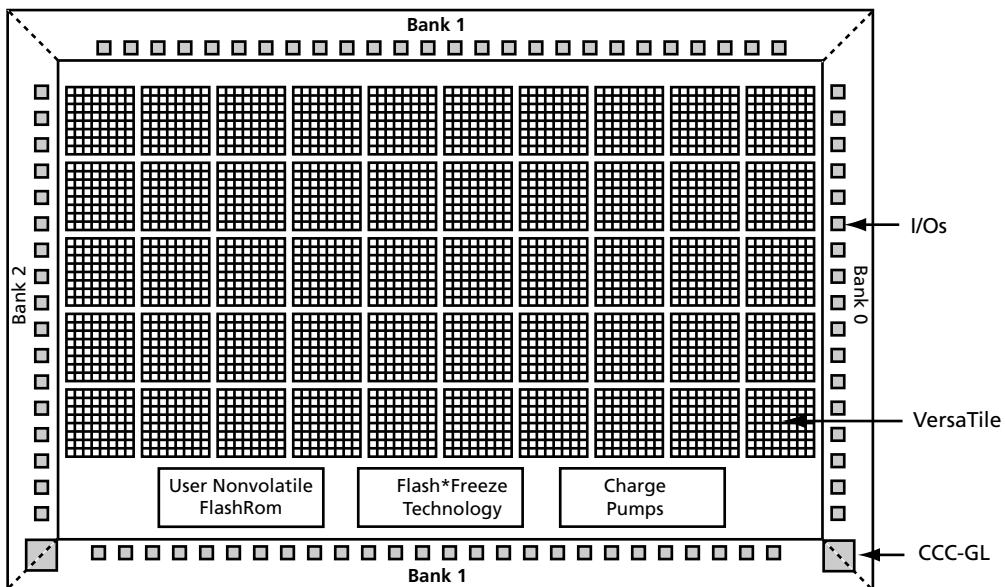 Bank 1
I/Os
Bank 2
Bank 0
VersaTile
User Nonvolatile
FlashRom
Flash*Freeze
Technology
Charge
Pumps
CCC-GL
Bank 1